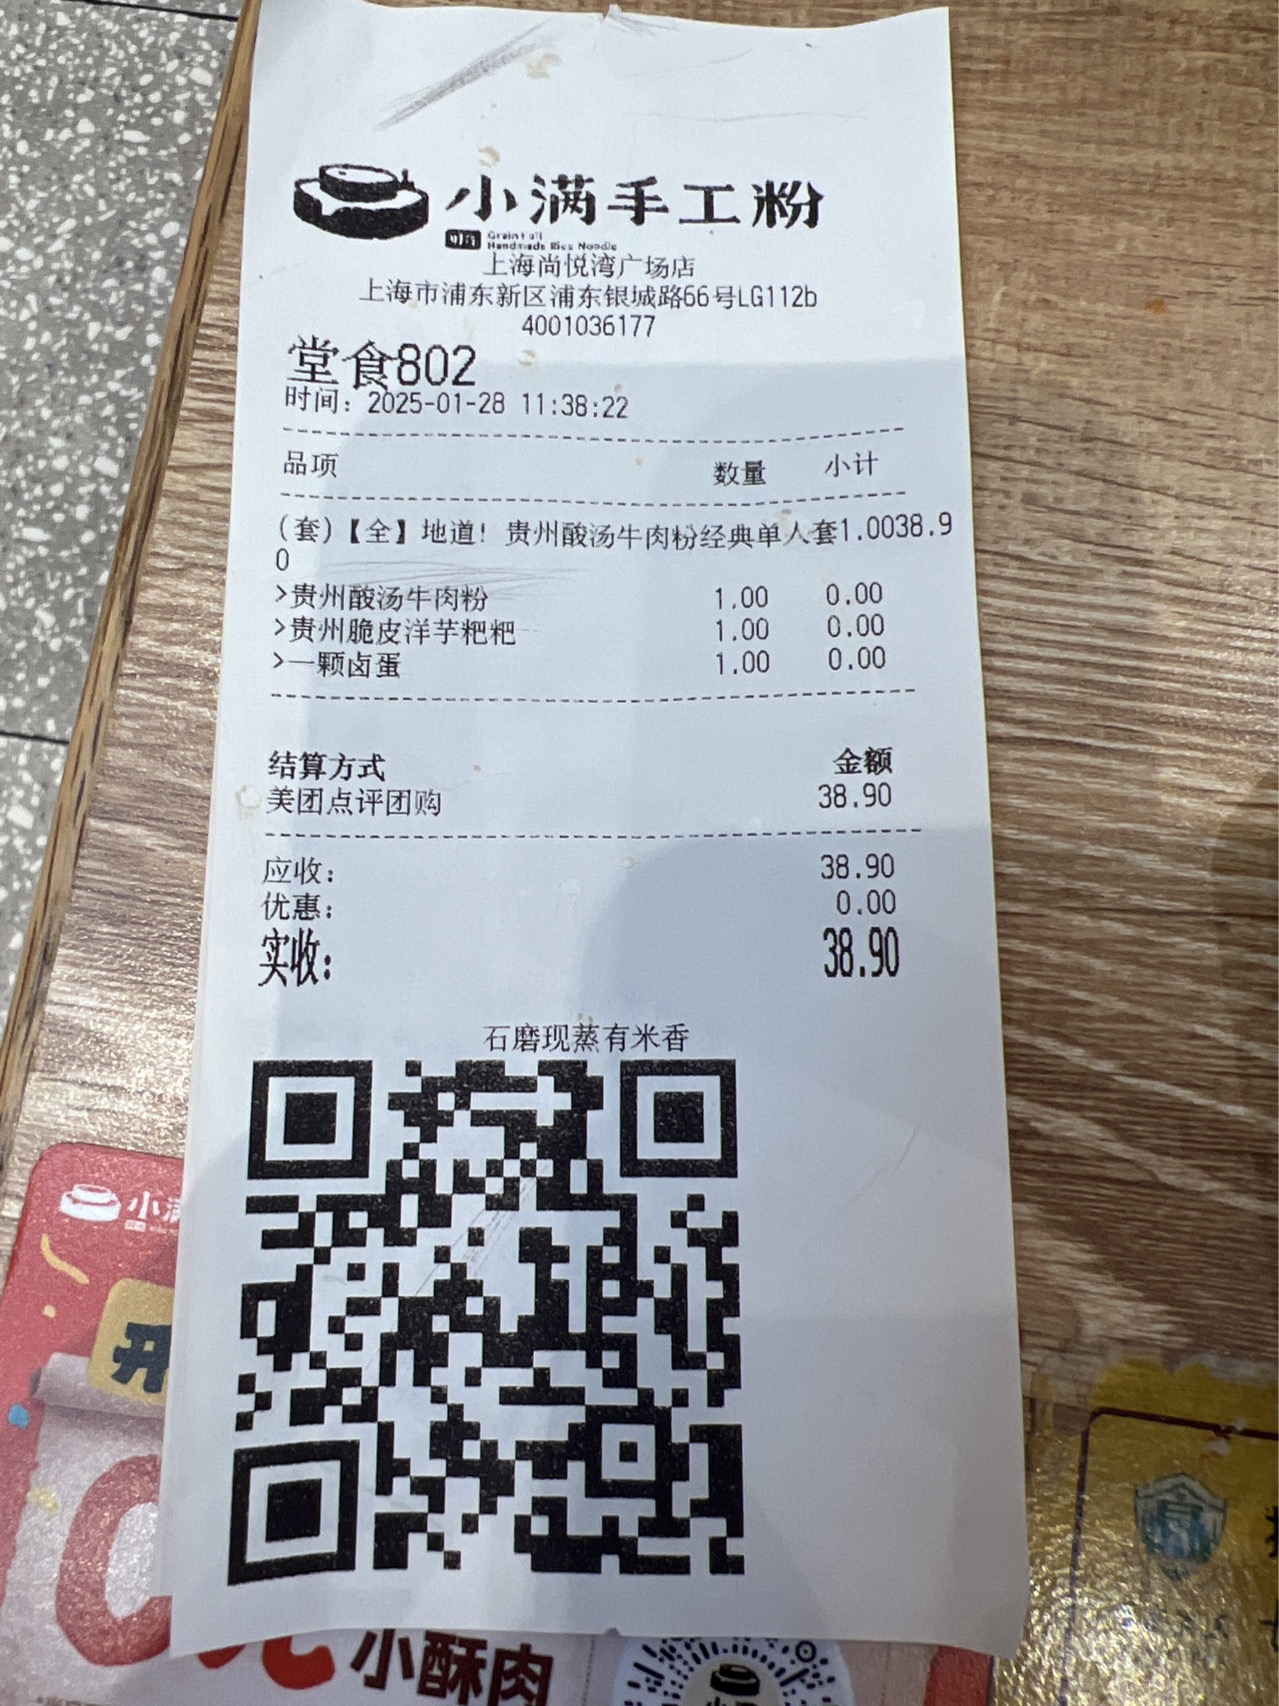 小满手工粉
Grain Full
Handmade Rice Noodle
上海尚悦湾广场店
上海市浦东新区浦东银城路66号LG112b
4001036177
堂食802
时间：2025-01-28 11:38:22
品项 数量 小计
(套)【全】地道！贵州酸汤牛肉粉经典单人套1.0038.9
0
>贵州酸汤牛肉粉 1.00 0.00
>贵州脆皮洋芋粑粑 1.00 0.00
>一颗卤蛋 1.00 0.00
结算方式 金额
美团点评团购 38.90
应收： 38.90
优惠： 0.00
实收： 38.90
石磨现蒸有米香
小满
开
小酥肉